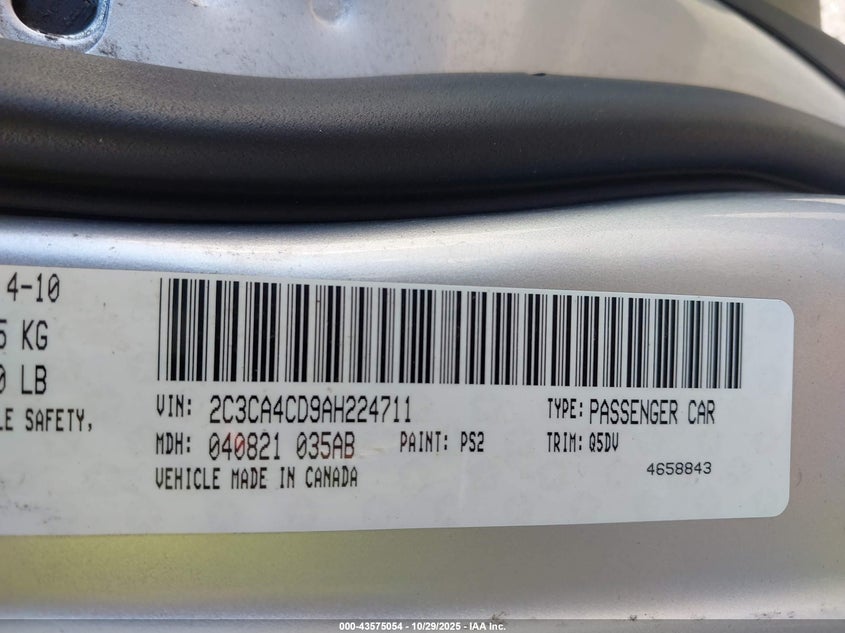 4-10
5 KG
0 LB
LE SAFETY,
VIN: 2C3CA4CD9AH224711
TYPE: PASSENGER CAR
MDH: 040821 035AB
PAINT: PS2
TRIM: Q5DV
VEHICLE MADE IN CANADA
4658843
000-43575054 | 10/29/2025 - IAA Inc.